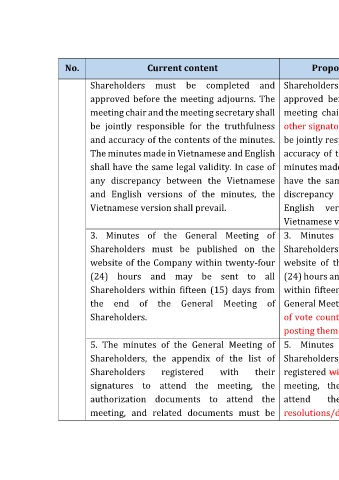 No. Current content Propo
Shareholders must be completed and
approved before the meeting adjourns. The
meeting chair and the meeting secretary shall
be jointly responsible for the truthfulness
and accuracy of the contents of the minutes.
The minutes made in Vietnamese and English
shall have the same legal validity. In case of
any discrepancy between the Vietnamese
and English versions of the minutes, the
Vietnamese version shall prevail.
Shareholders
approved be
meeting chai
other signato
be jointly res
accuracy of t
minutes made
have the san
discrepancy
English ver
Vietnamese v
3. Minutes of the General Meeting of
Shareholders must be published on the
website of the Company within twenty-four
(24) hours and may be sent to all
Shareholders within fifteen (15) days from
the end of the General Meeting of
Shareholders.
3. Minutes
Shareholders
website of th
(24) hours an
within fifteen
General Meet
of vote count
posting them
5. The minutes of the General Meeting of
Shareholders, the appendix of the list of
Shareholders registered with their
signatures to attend the meeting, the
authorization documents to attend the
meeting, and related documents must be
5. Minutes
Shareholders,
registered wi
meeting, the
attend the
resolutions/d